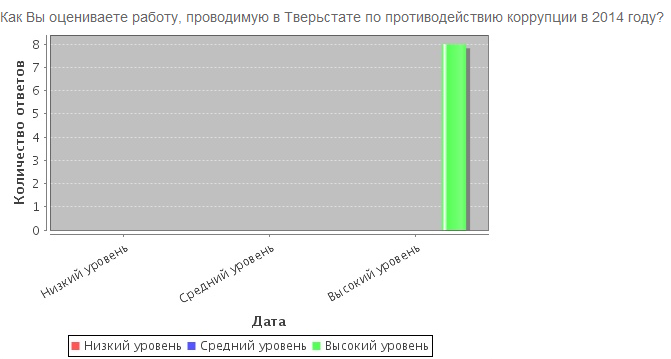 Как Вы оцениваете работу, проводимую в Тверьстате по противодействию коррупции в 2014 году?
8
7
6
5
4
3
2
1
0
Количество ответов
Низкий уровень
Средний уровень
Высокий уровень
Дата
Низкий уровень Средний уровень Высокий уровень